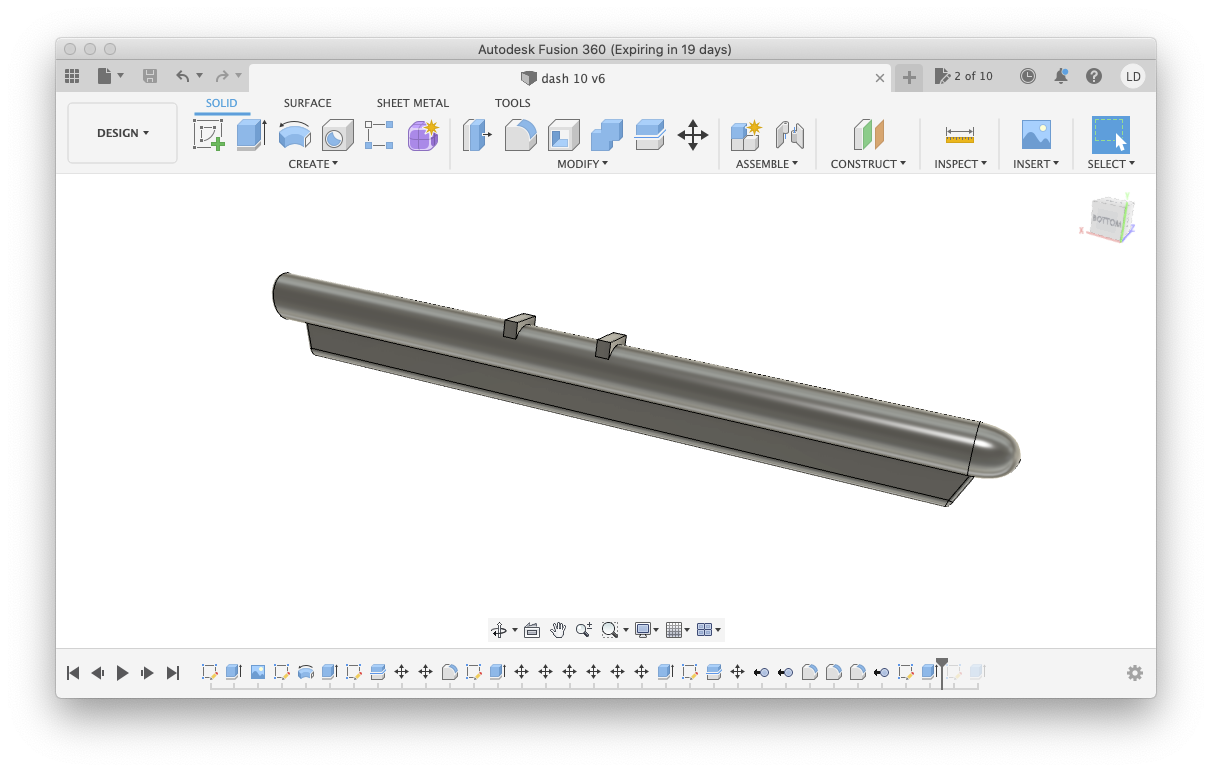 Autodesk Fusion 360 (Expiring in 19 days)
dash 10 v6
2 of 10
LD
DESIGN
SOLID SURFACE SHEET METAL TOOLS
CREATE MODIFY ASSEMBLE CONSTRUCT INSPECT INSERT SELECT
BOTTOM
X Y Z